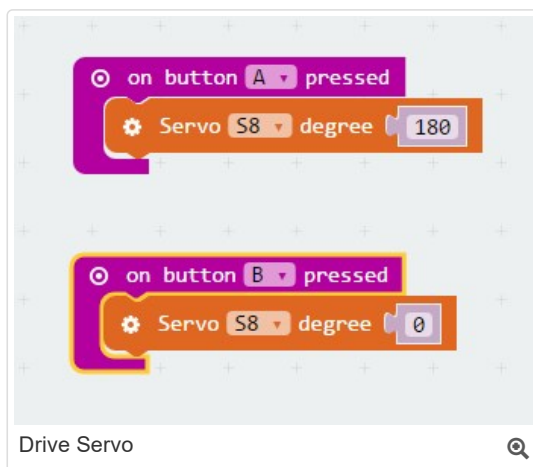 on button A pressed
Servo S8 degree 180
on button B pressed
Servo S8 degree 0
Drive Servo